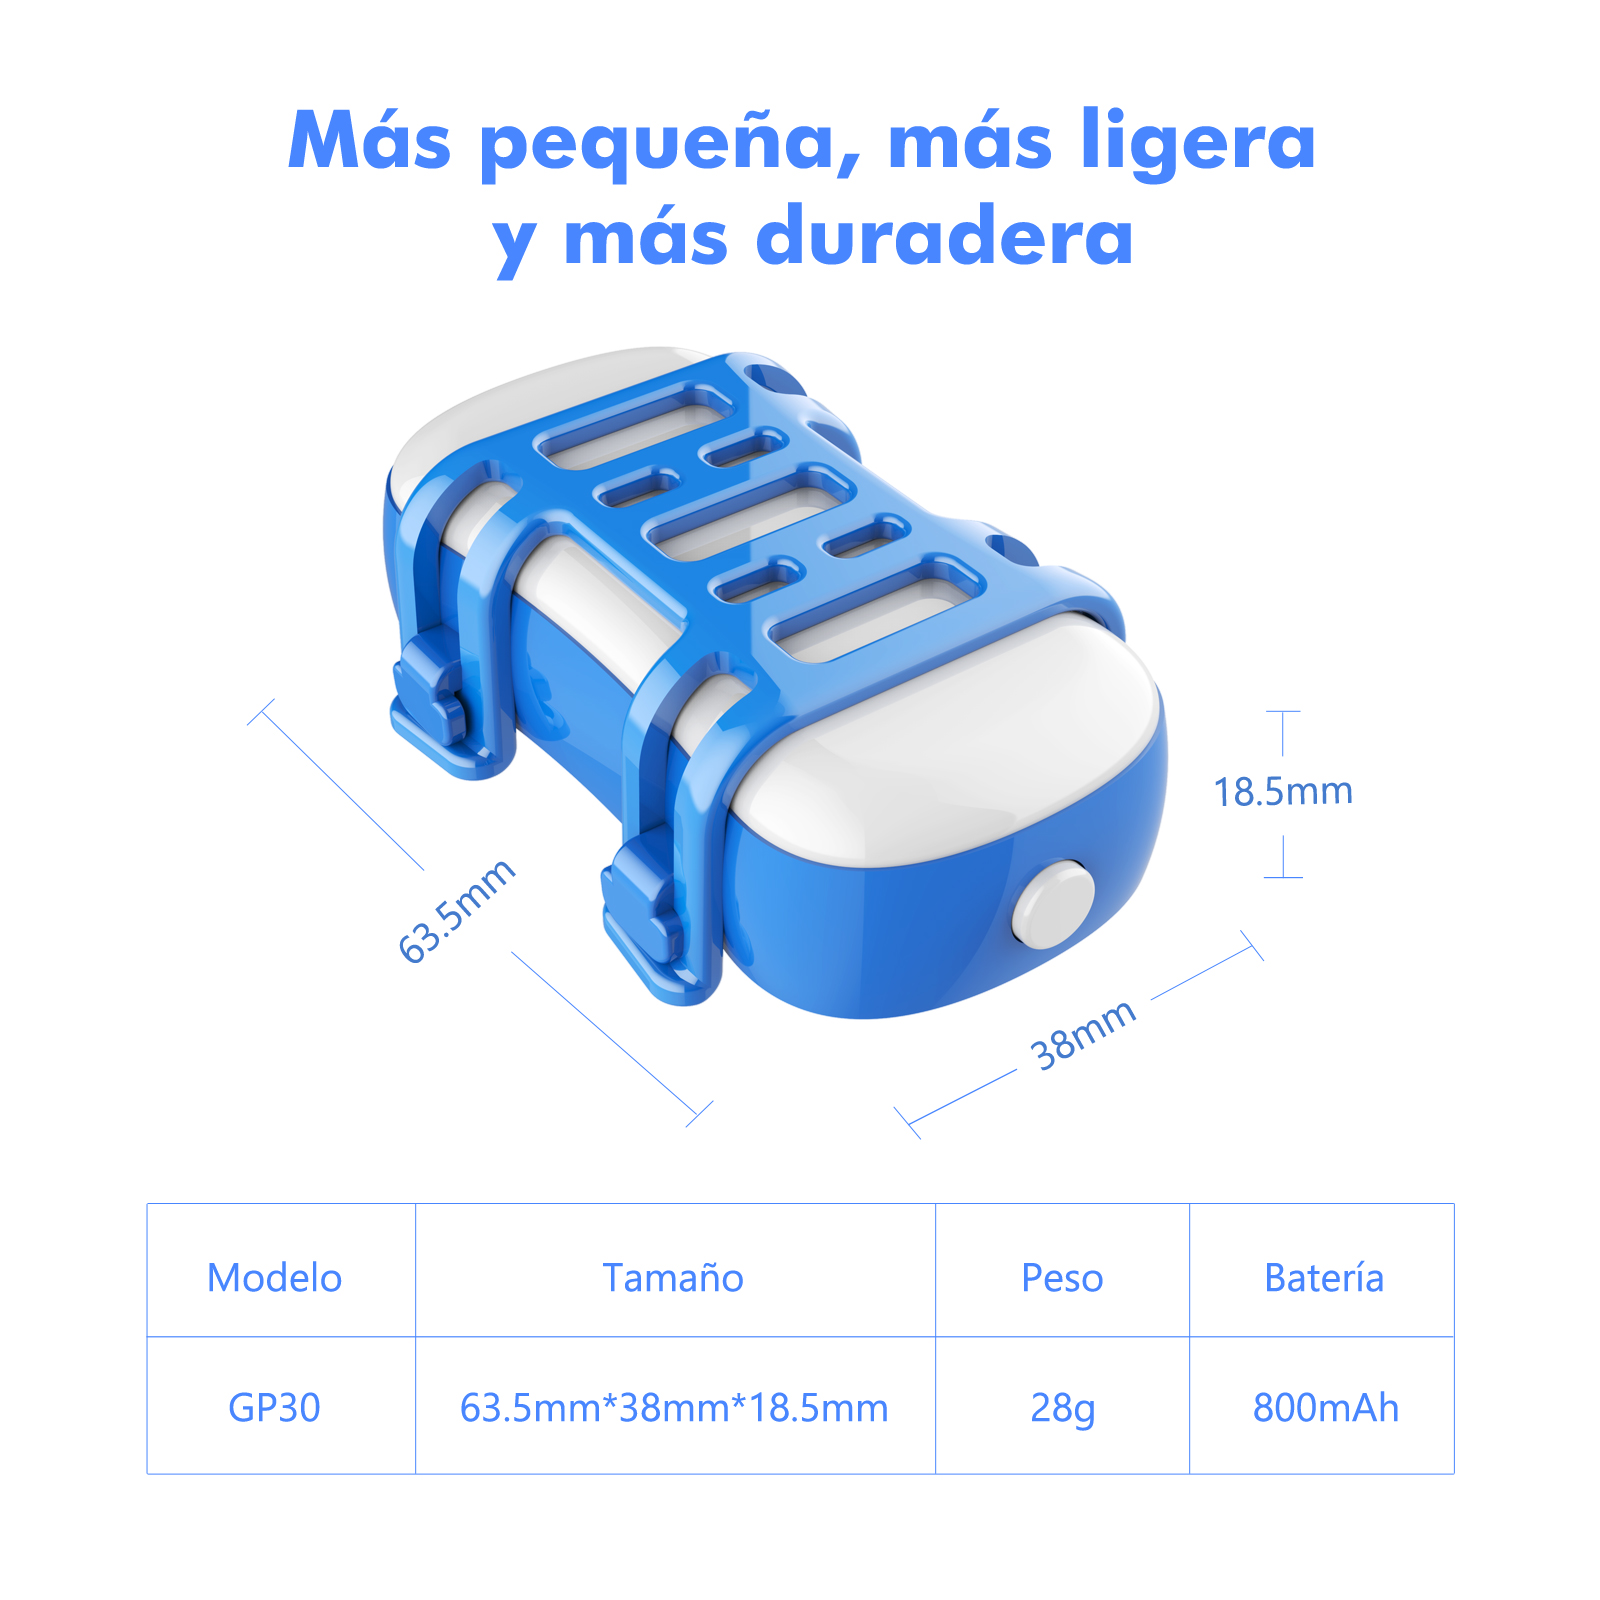 Más pequeña, más ligera
y más duradera
18.5mm
63.5mm
38mm
Modelo Tamaño Peso Batería
GP30 63.5mm*38mm*18.5mm 28g 800mAh